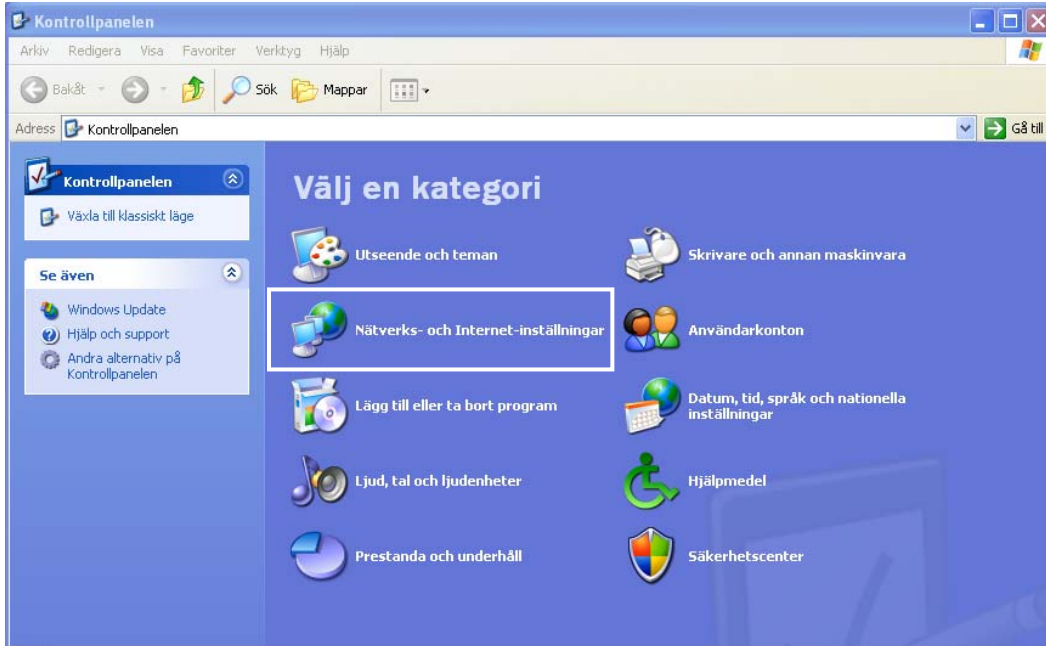 Kontrollpanelen
Arkiv Redigera Visa Favoriter Verktyg Hjälp
Bakåt Sök Mappar
Adress Kontrollpanelen Gå till
Kontrollpanelen
Växla till klassiskt läge
Se även
Windows Update
Hjälp och support
Andra alternativ på
Kontrollpanelen
Välj en kategori
Utseende och teman
Skrivare och annan maskinvara
Nätverks- och Internet-inställningar
Användarkonton
Lägg till eller ta bort program
Datum, tid, språk och nationella
inställningar
Ljud, tal och ljudenheter
Hjälpmedel
Prestanda och underhåll
Säkerhetscenter